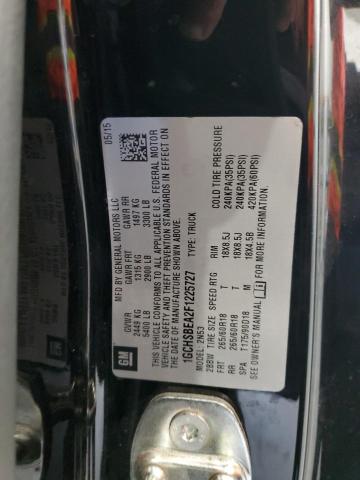 05/15
MFD BY GENERAL MOTORS LLC
GVWR GAWR FRT GAWR RR
2449 KG 1315 KG 1497 KG
5400 LB 2900 LB 3300 LB
THIS VEHICLE CONFORMS TO ALL APPLICABLE U.S. FEDERAL MOTOR
VEHICLE SAFETY AND THEFT PREVENTION STANDARDS IN EFFECT ON
THE DATE OF MANUFACTURE SHOWN ABOVE.
1GCHSBEA2F1225727 TYPE: TRUCK
MODEL: 2N53
28BW TIRE SIZE SPEED RTG RIM COLD TIRE PRESSURE
FRT 265/60R18 T 18X8.5J 240KPA(35PSI)
RR 265/60R18 T 18X8.5J 240KPA(35PSI)
SPA T175/90D18 M 18X4.5B 420KPA(60PSI)
SEE OWNER'S MANUAL FOR MORE INFORMATION.
GM